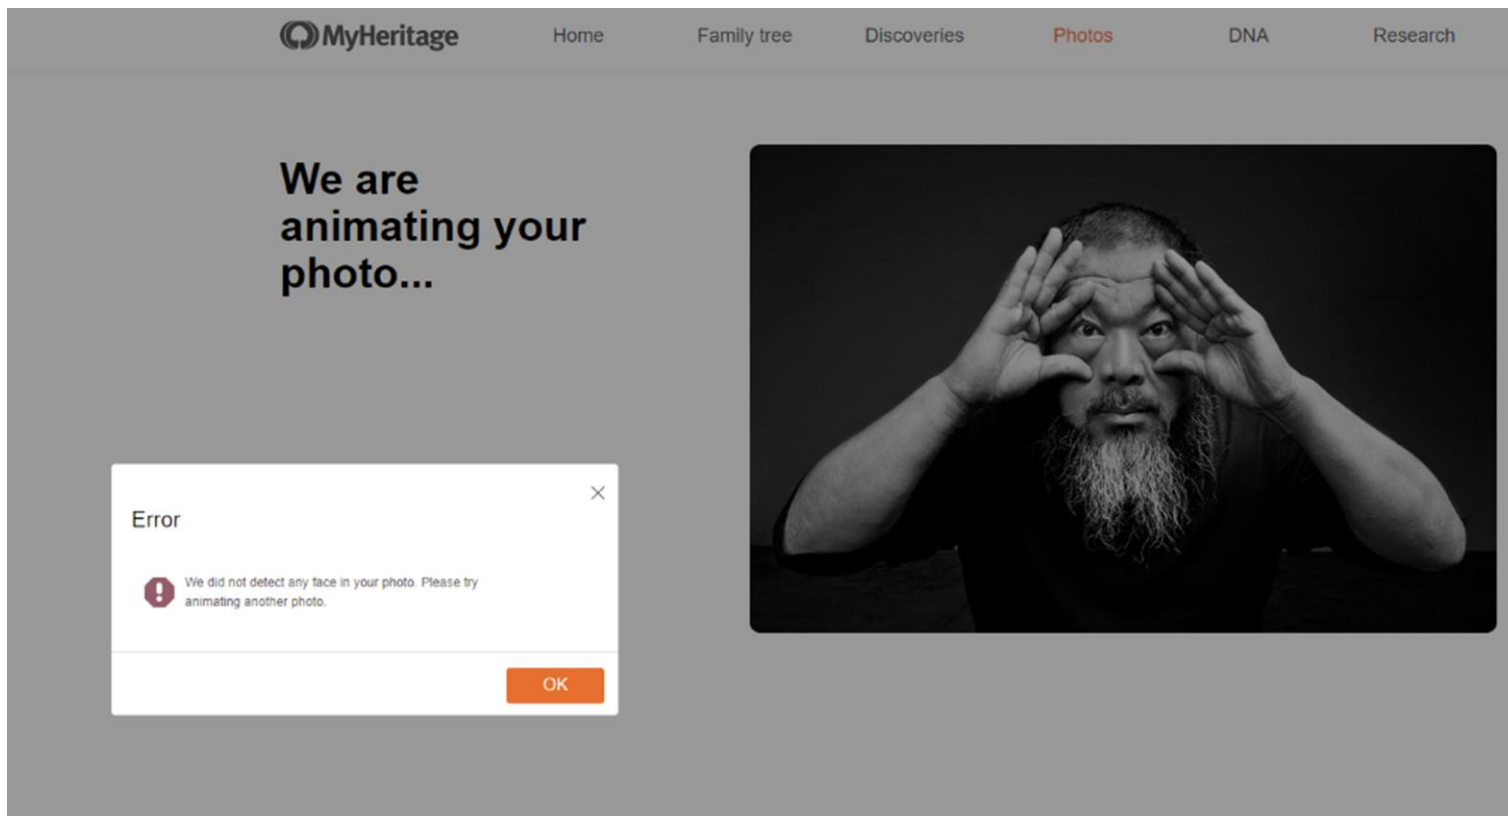 MyHeritage Home Family tree Discoveries Photos DNA Research
We are
animating your
photo...
Error
We did not detect any face in your photo. Please try
animating another photo.
OK